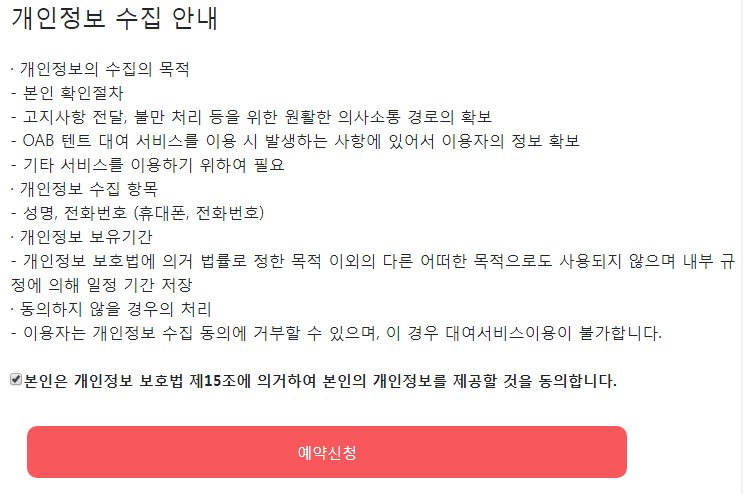 개인정보 수집 안내
· 개인정보의 수집의 목적
- 본인 확인절차
- 고지사항 전달, 불만 처리 등을 위한 원활한 의사소통 경로의 확보
- OAB 텐트 대여 서비스를 이용 시 발생하는 사항에 있어서 이용자의 정보 확보
- 기타 서비스를 이용하기 위하여 필요
· 개인정보 수집 항목
- 성명, 전화번호 (휴대폰, 전화번호)
· 개인정보 보유기간
- 개인정보 보호법에 의거 법률로 정한 목적 이외의 다른 어떠한 목적으로도 사용되지 않으며 내부 규
정에 의해 일정 기간 저장
· 동의하지 않을 경우의 처리
- 이용자는 개인정보 수집 동의에 거부할 수 있으며, 이 경우 대여서비스이용이 불가합니다.
본인은 개인정보 보호법 제15조에 의거하여 본인의 개인정보를 제공할 것을 동의합니다.
예약신청